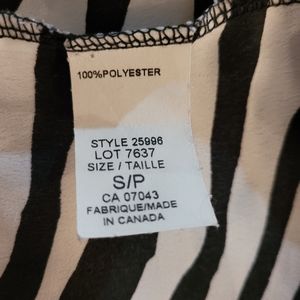 100%POLYESTER
STYLE 25996
LOT 7637
SIZE / TAILLE
S/P
CA 07043
FABRIQUE/MADE
IN CANADA